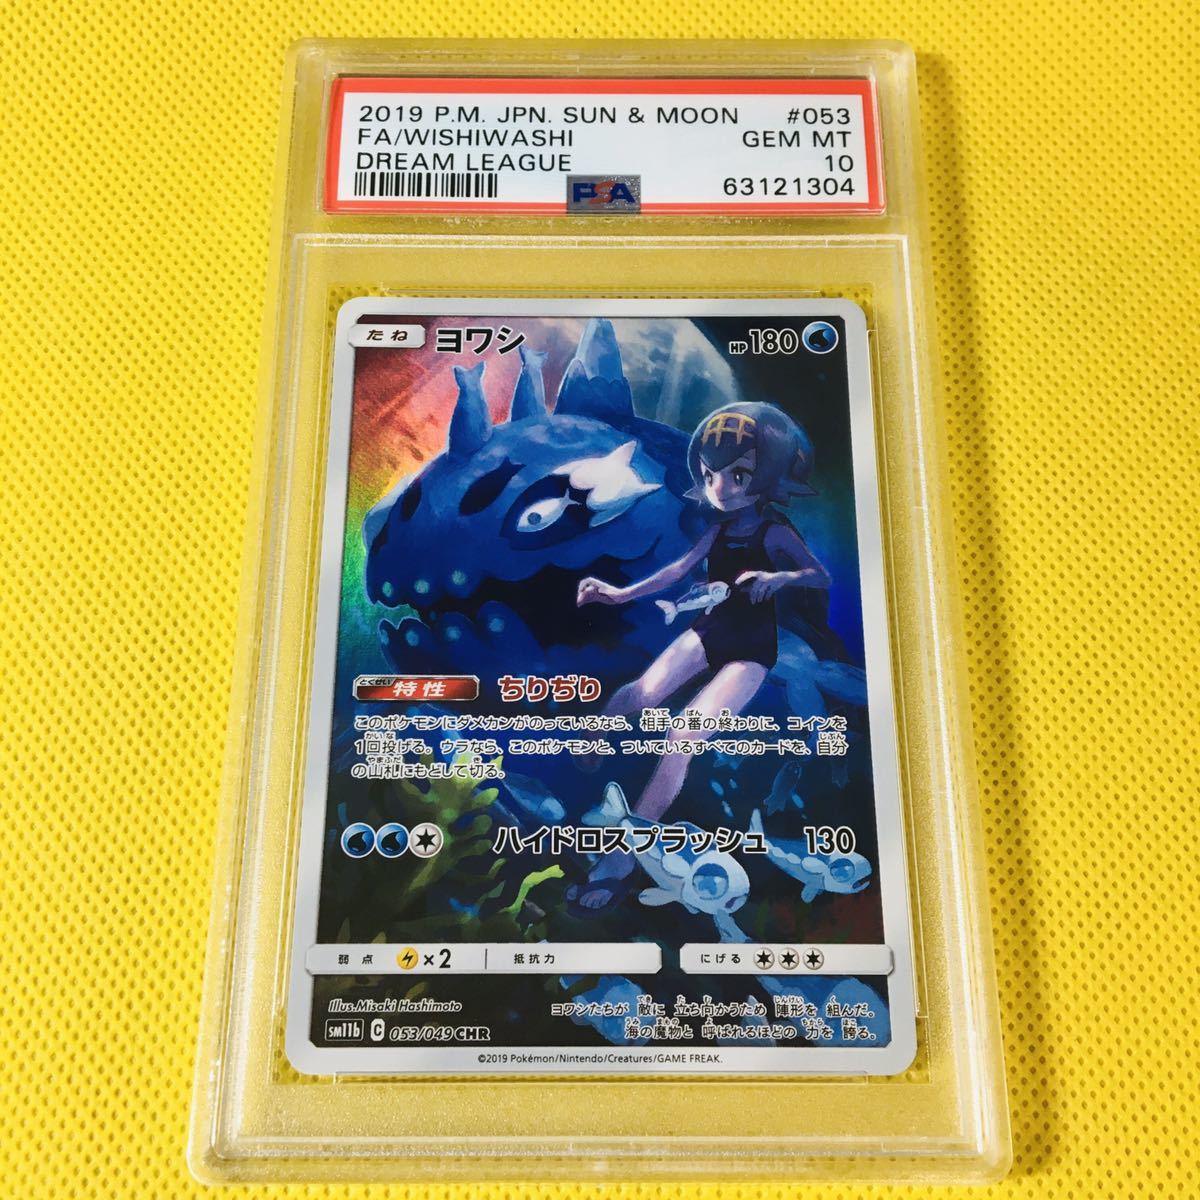 2019 P.M. JPN. SUN & MOON #053
FA/WISHIWASHI GEM MT
DREAM LEAGUE 10
PSA 63121304
たね ヨワシ HP 180
とくせい 特性 ちりぢり
このポケモンにダメカンがのっているなら、相手の番の終わりに、コインを
1回投げる。ウラなら、このポケモンと、ついているすべてのカードを、自分
の山札にもどして切る。
ハイドロスプラッシュ 130
弱点 ×2 抵抗力 にげる
Illus.Misaki Hashimoto
ヨワシたちが 敵に 立ち向かうため 陣形を 組んだ。
海の魔物と 呼ばれるほどの 力を 誇る。
sm11b C 053/049 CHR
©2019 Pokémon/Nintendo/Creatures/GAME FREAK.